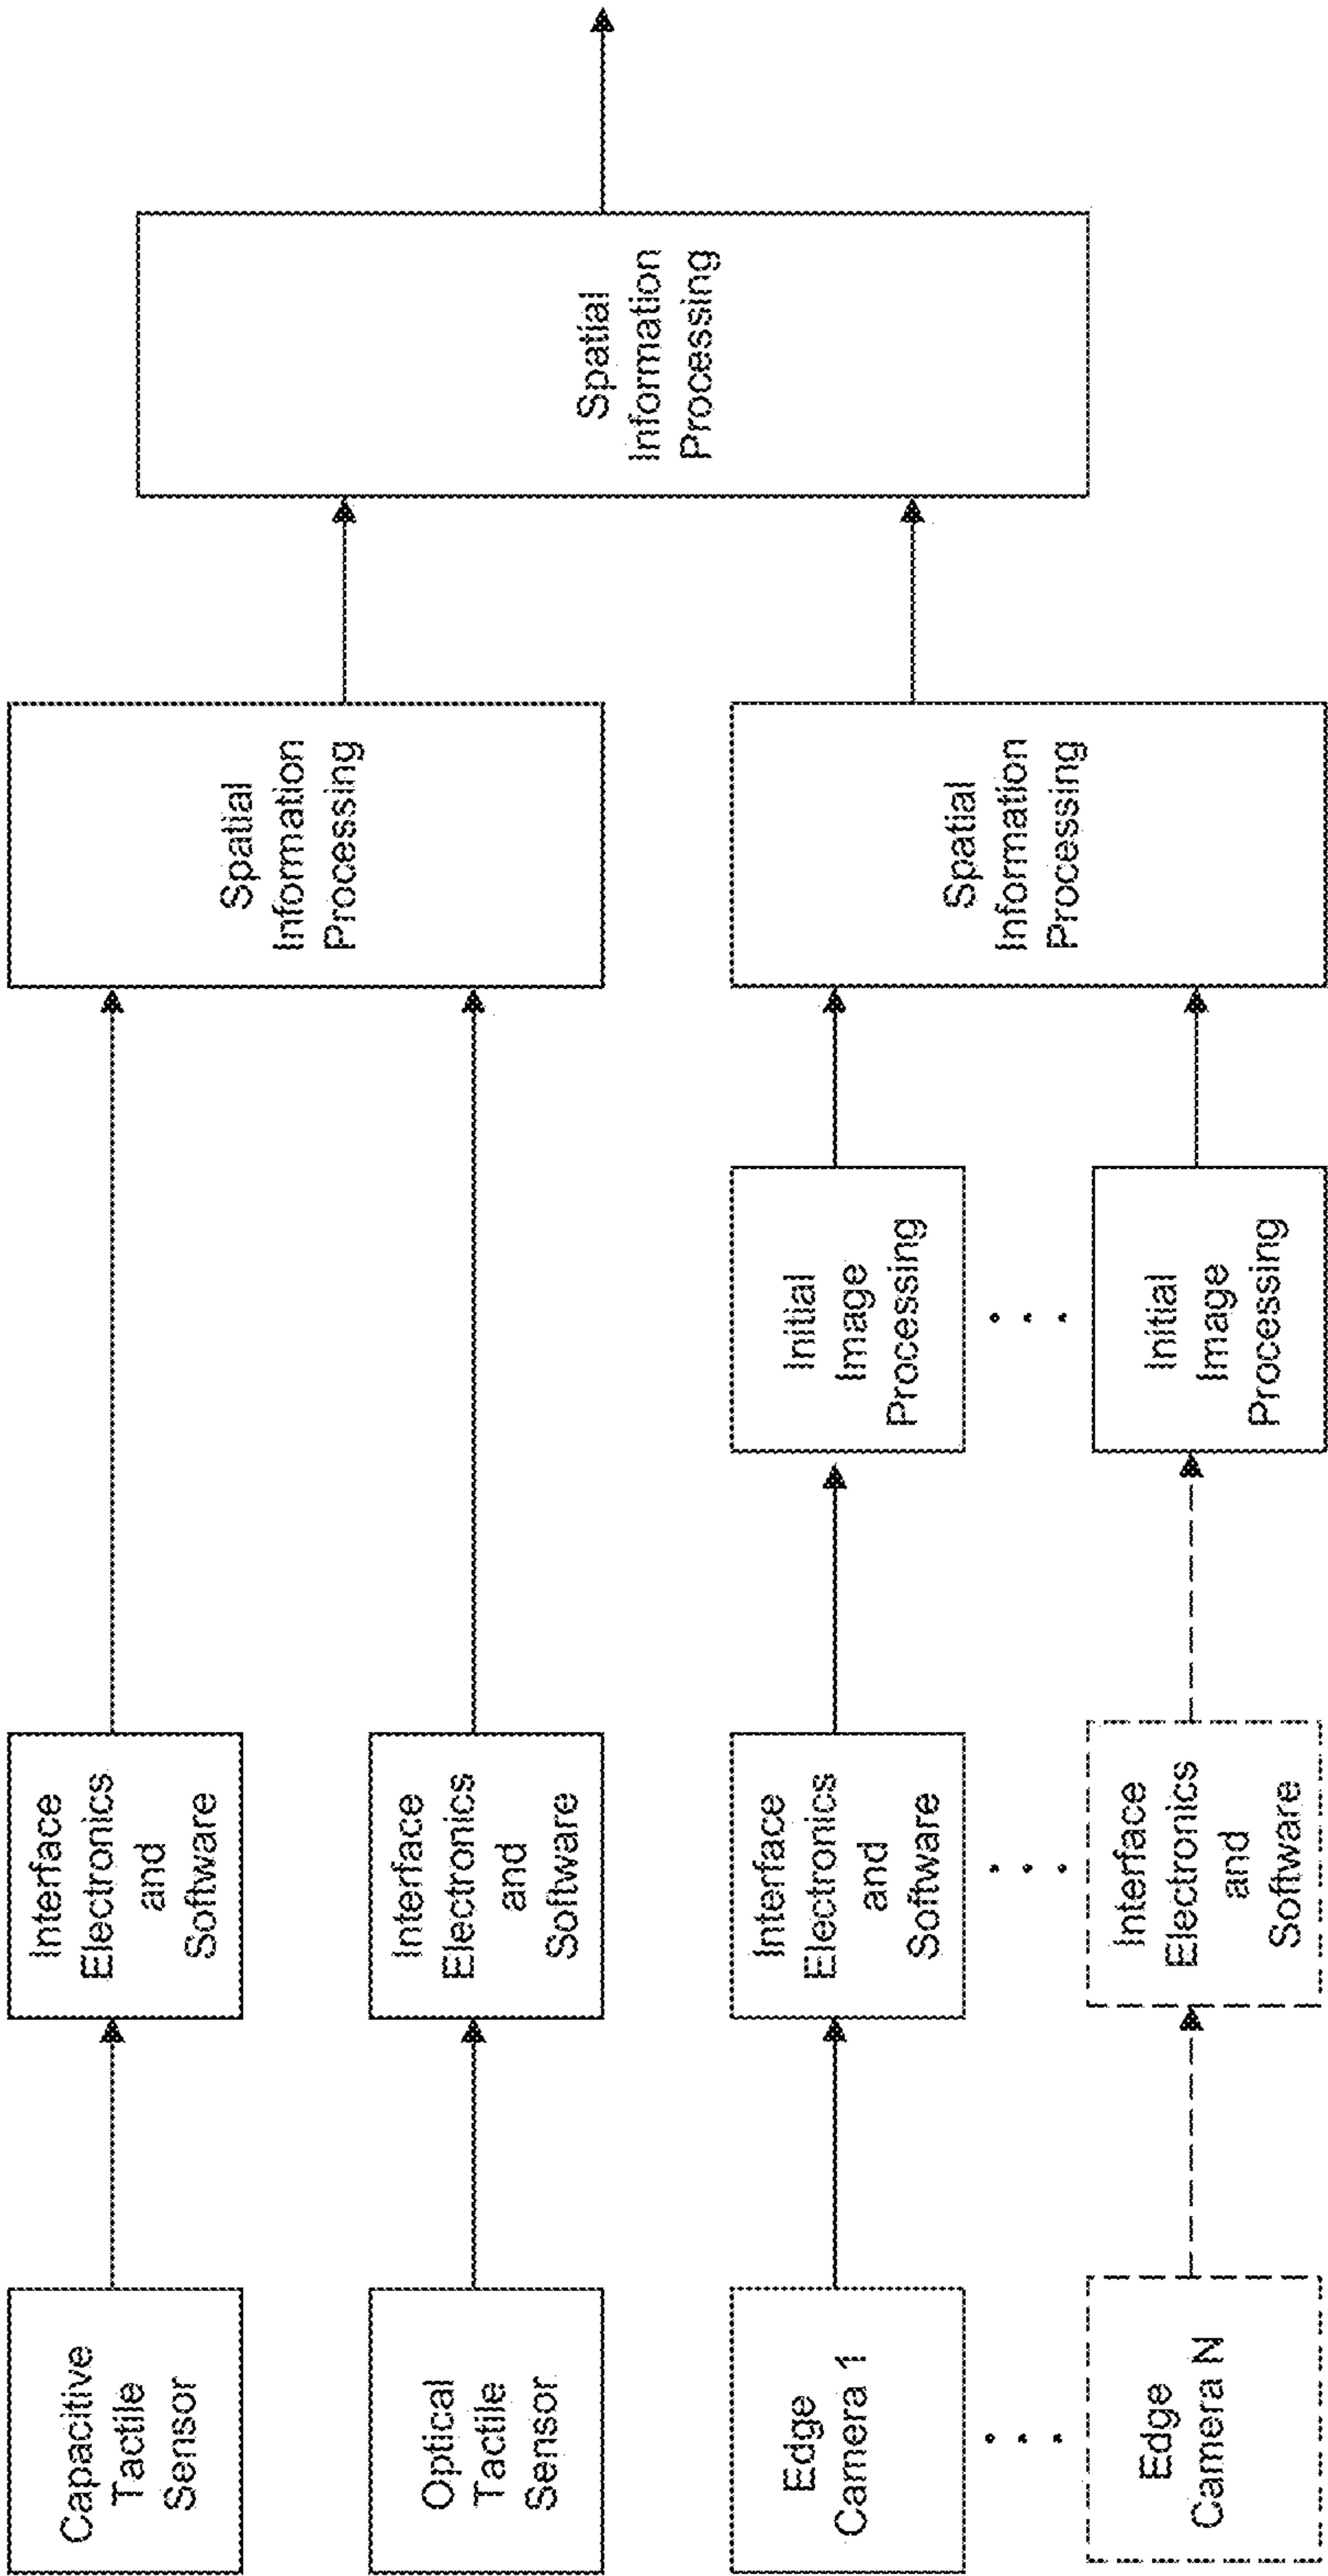 Capacitive
Tactile
Sensor
Interface
Electronics
and
Software
Spatial
Information
Processing
Optical
Tactile
Sensor
Interface
Electronics
and
Software
Spatial
Information
Processing
Edge
Camera 1
Interface
Electronics
and
Software
Initial
Image
Processing
Spatial
Information
Processing
Edge
Camera N
Interface
Electronics
and
Software
Initial
Image
Processing